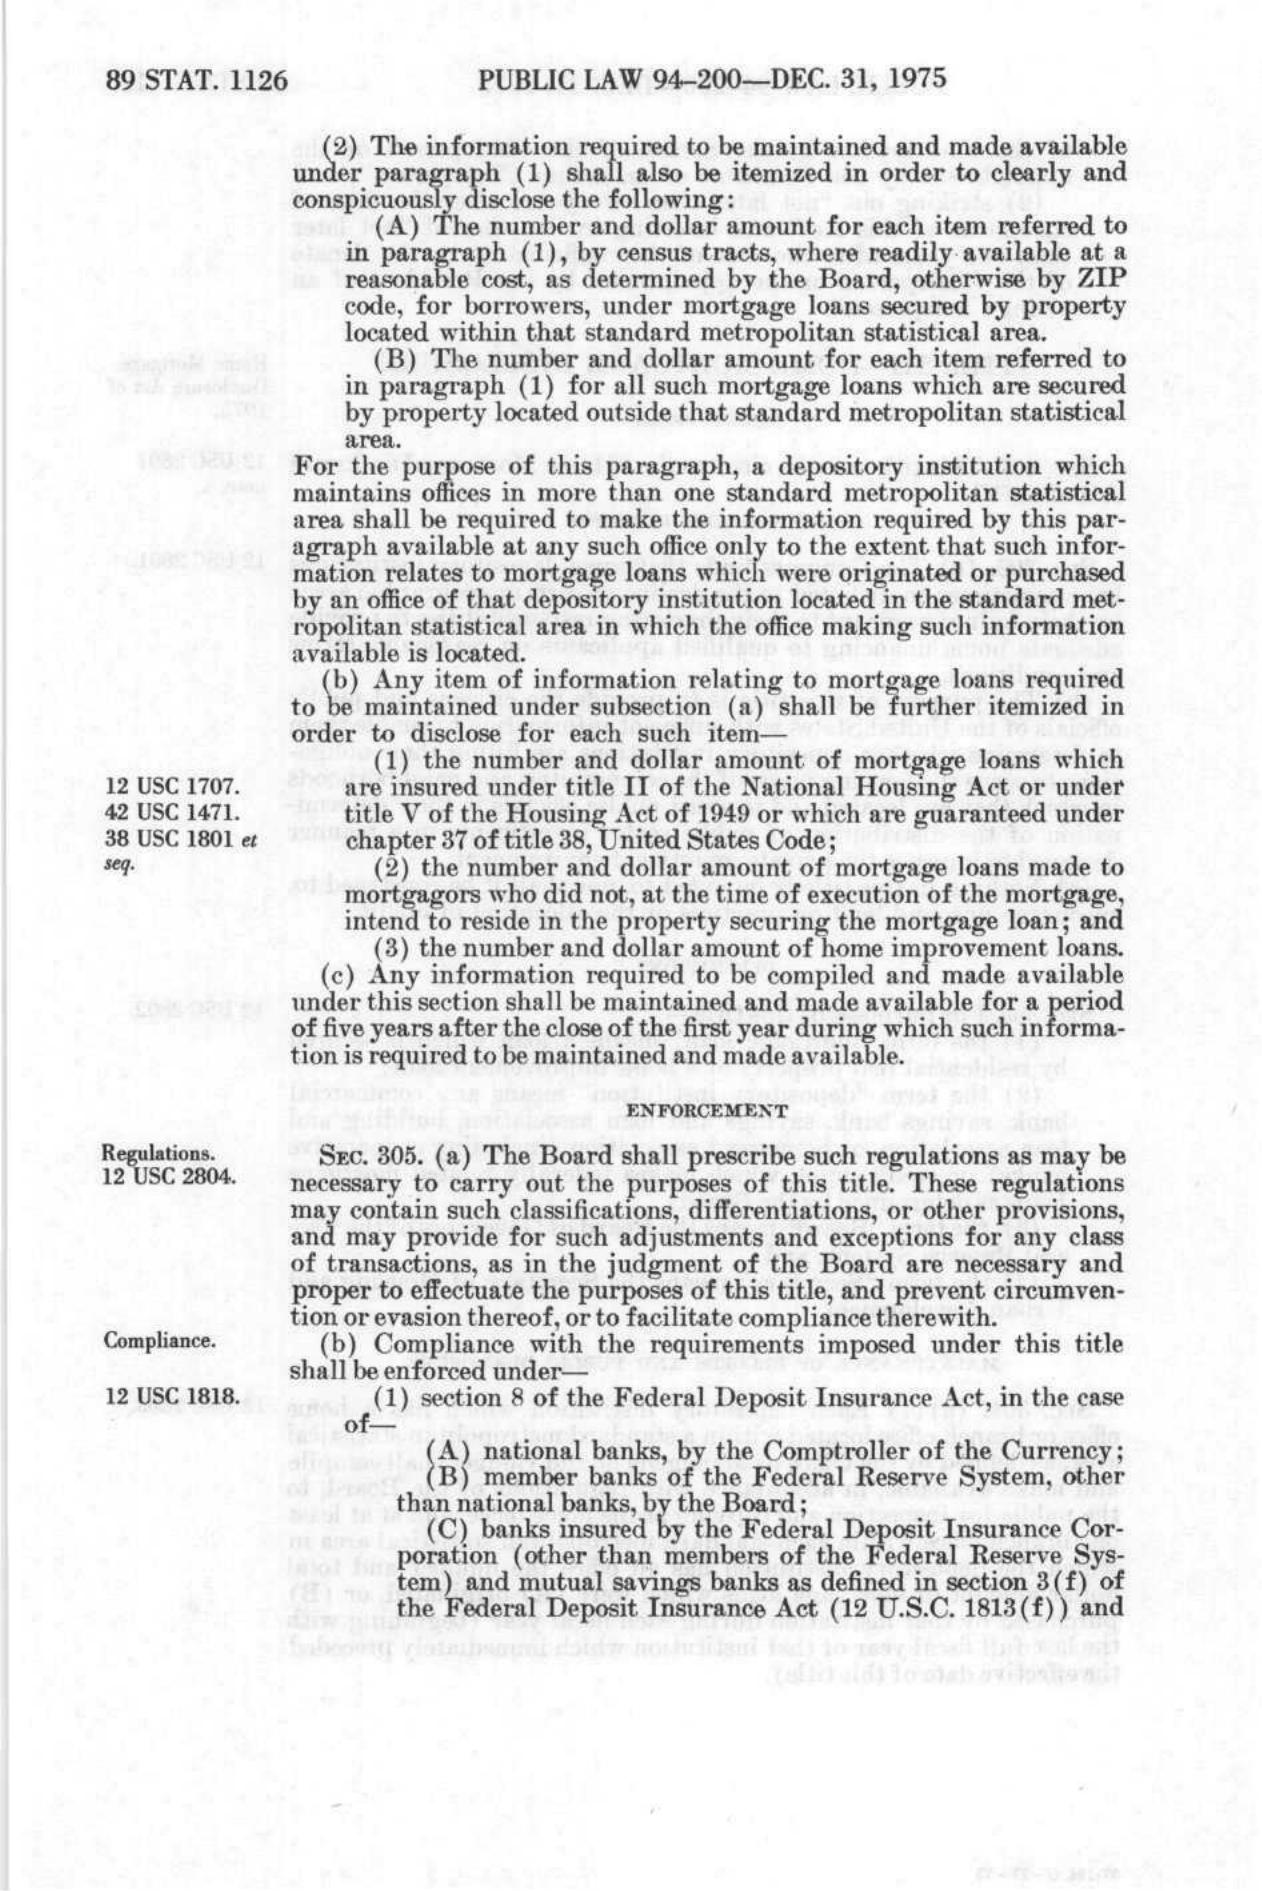 89 STAT. 1126
PUBLIC LAW 94–200—DEC. 31, 1975
(2) The information required to be maintained and made available
under paragraph (1) shall also be itemized in order to clearly and
conspicuously disclose the following:
(A) The number and dollar amount for each item referred to
in paragraph (1), by census tracts, where readily available at a
reasonable cost, as determined by the Board, otherwise by ZIP
code, for borrowers, under mortgage loans secured by property
located within that standard metropolitan statistical area.
(B) The number and dollar amount for each item referred to
in paragraph (1) for all such mortgage loans which are secured
by property located outside that standard metropolitan statistical
area.
For the purpose of this paragraph, a depository institution which
maintains offices in more than one standard metropolitan statistical
area shall be required to make the information required by this par-
agraph available at any such office only to the extent that such infor-
mation relates to mortgage loans which were originated or purchased
by an office of that depository institution located in the standard met-
ropolitan statistical area in which the office making such information
available is located.
(b) Any item of information relating to mortgage loans required
to be maintained under subsection (a) shall be further itemized in
order to disclose for each such item—
(1) the number and dollar amount of mortgage loans which
12 USC 1707.
are insured under title II of the National Housing Act or under
42 USC 1471.
title V of the Housing Act of 1949 or which are guaranteed under
38 USC 1801 et
chapter 37 of title 38, United States Code;
seq.
(2) the number and dollar amount of mortgage loans made to
mortgagors who did not, at the time of execution of the mortgage,
intend to reside in the property securing the mortgage loan; and
(3) the number and dollar amount of home improvement loans.
(c) Any information required to be compiled and made available
under this section shall be maintained and made available for a period
of five years after the close of the first year during which such informa-
tion is required to be maintained and made available.
ENFORCEMENT
Regulations.
12 USC 2804.
SEC. 305. (a) The Board shall prescribe such regulations as may be
necessary to carry out the purposes of this title. These regulations
may contain such classifications, differentiations, or other provisions,
and may provide for such adjustments and exceptions for any class
of transactions, as in the judgment of the Board are necessary and
proper to effectuate the purposes of this title, and prevent circumven-
tion or evasion thereof, or to facilitate compliance therewith.
Compliance.
(b) Compliance with the requirements imposed under this title
shall be enforced under—
12 USC 1818.
(1) section 8 of the Federal Deposit Insurance Act, in the case
of—
(A) national banks, by the Comptroller of the Currency;
(B) member banks of the Federal Reserve System, other
than national banks, by the Board;
(C) banks insured by the Federal Deposit Insurance Cor-
poration (other than members of the Federal Reserve Sys-
tem) and mutual savings banks as defined in section 3(f) of
the Federal Deposit Insurance Act (12 U.S.C. 1813(f)) and